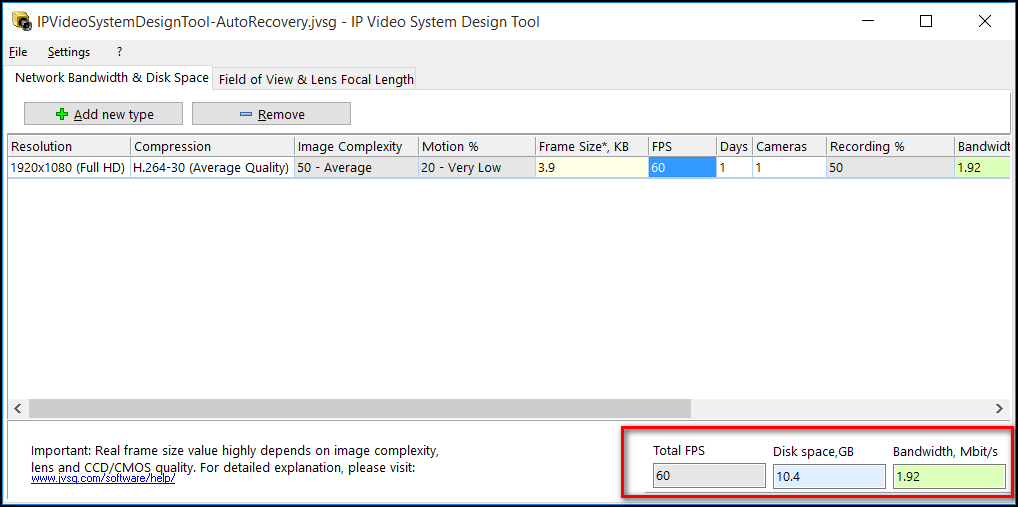 IPVideoSystemDesignTool-AutoRecovery.jvsg - IP Video System Design Tool
File Settings ?
Network Bandwidth & Disk Space Field of View & Lens Focal Length
Add new type Remove
Resolution Compression Image Complexity Motion % Frame Size*, KB FPS Days Cameras Recording % Bandwidt
1920x1080 (Full HD) H.264-30 (Average Quality) 50 - Average 20 - Very Low 3.9 60 1 1 50 1.92
Important: Real frame size value highly depends on image complexity,
lens and CCD/CMOS quality. For detailed explanation, please visit:
www.jvsg.com/software/help/
Total FPS Disk space,GB Bandwidth, Mbit/s
60 10.4 1.92